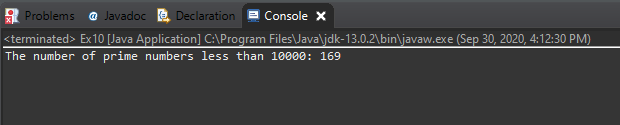 Problems @ Javadoc Declaration Console
<terminated> Ex10 [Java Application] C:\Program Files\Java\jdk-13.0.2\bin\javaw.exe (Sep 30, 2020, 4:12:30 PM)
The number of prime numbers less than 10000: 169